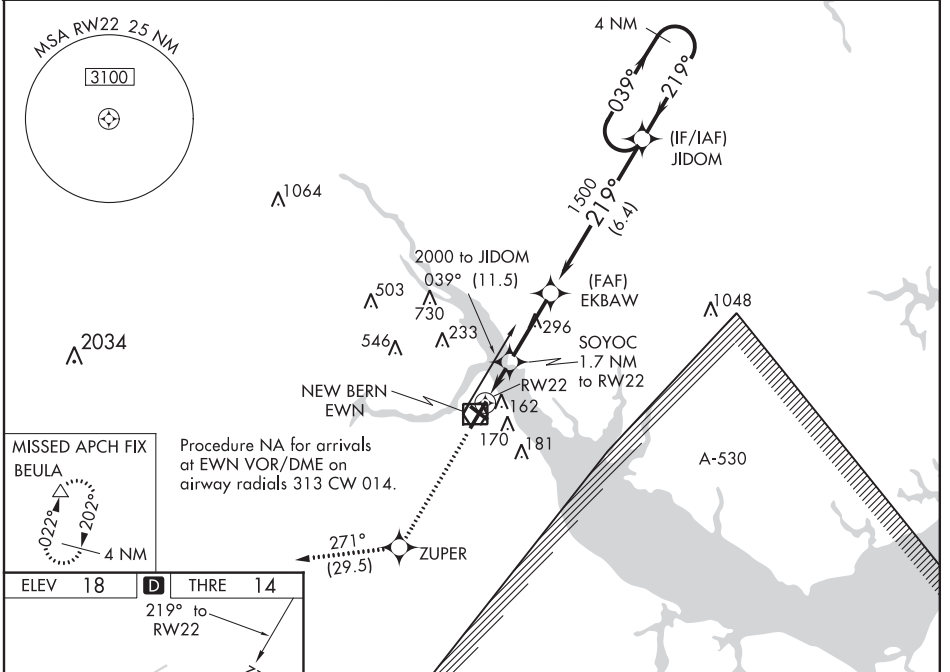 MSA RW22 25 NM
3100
4 NM
039°
219°
(IF/IAF)
JIDOM
1500
219°
(6.4)
1064
2000 to JIDOM
039° (11.5)
(FAF)
EKBAW
503
730
296
1048
546
233
SOYOC
1.7 NM
to RW22
2034
NEW BERN
EWN
RW22
162
170
181
A-530
MISSED APCH FIX
BEULA
022°
202°
4 NM
Procedure NA for arrivals
at EWN VOR/DME on
airway radials 313 CW 014.
271°
(29.5)
ZUPER
ELEV 18 D THRE 14
219° to
RW22